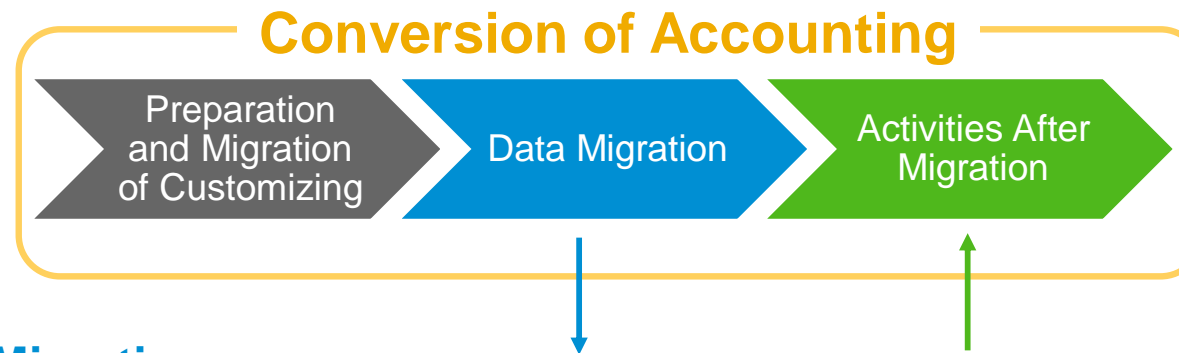 Conversion of Accounting
Preparation
and Migration
of Customizing
Data Migration
Activities After
Migration